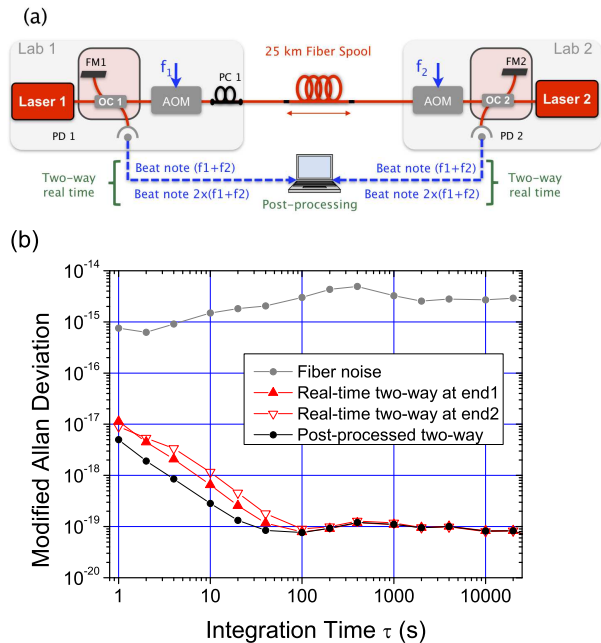 (a)
Lab 1
Lab 2
FM1
f1
PC 1
25 km Fiber Spool
f2
FM2
Laser 1
OC 1
AOM
AOM
OC 2
Laser 2
PD 1
PD 2
Two-way
real time
Beat note (f1+f2)
Beat note 2x(f1+f2)
Post-processing
Beat note (f1+f2)
Beat note 2x(f1+f2)
Two-way
real time
(b)
Modified Allan Deviation
10-14
10-15
10-16
10-17
10-18
10-19
10-20
Fiber noise
Real-time two-way at end1
Real-time two-way at end2
Post-processed two-way
1
10
100
1000
10000
Integration Time τ (s)